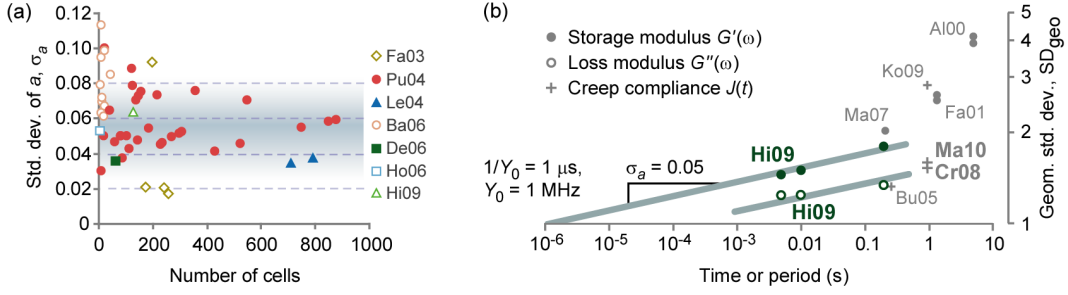 (a)
Std. dev. of a, σa
0.12
0.10
0.08
0.06
0.04
0.02
0
0 200 400 600 800 1000
Number of cells
Fa03
Pu04
Le04
Ba06
De06
Ho06
Hi09
(b)
Storage modulus G′(ω)
Loss modulus G″(ω)
Creep compliance J(t)
Al00
Ko09
Fa01
Ma07
Hi09
Ma10
Cr08
Bu05
Hi09
1/Y0 = 1 µs,
Y0 = 1 MHz
σa = 0.05
5
4
3
2
1
Geom. std. dev., SDgeo
10-6 10-5 10-4 10-3 0.01 0.1 1 10
Time or period (s)